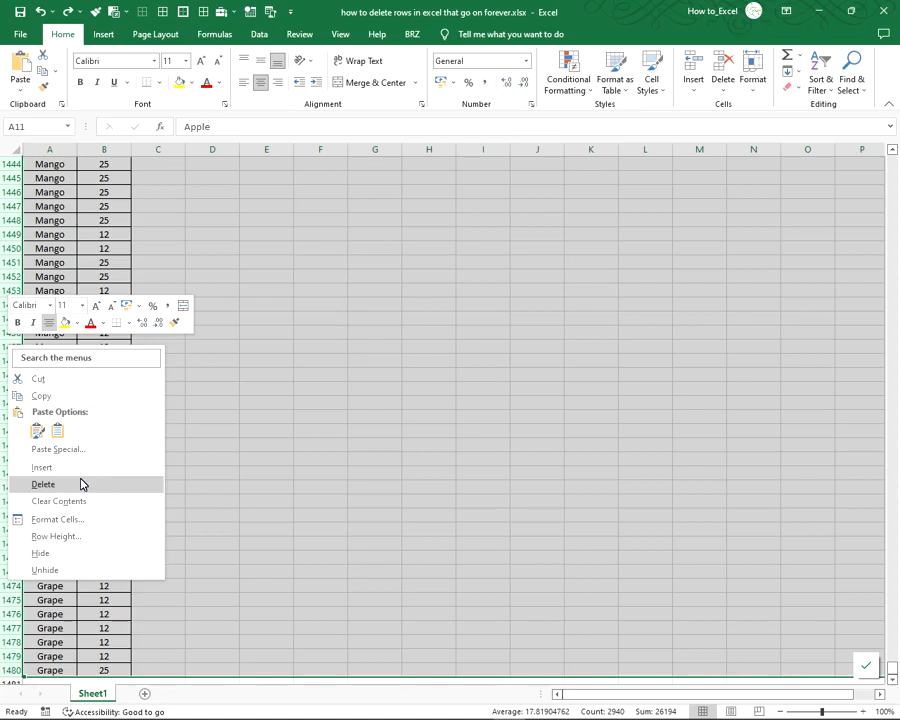 how to delete rows in excel that go on forever.xlsx - Excel
How to_Excel
File Home Insert Page Layout Formulas Data Review View Help BRZ Tell me what you want to do
Paste
Calibri 11 A A
B I U A
Wrap Text
Merge & Center
General
% ,
Conditional Formatting
Format as Table
Cell Styles
Insert Delete Format
Sort & Filter
Find & Select
Clipboard Font Alignment Number Styles Cells Editing
A11 fx Apple
A B C D E F G H I J K L M N O P
1444 Mango 25
1445 Mango 25
1446 Mango 25
1447 Mango 25
1448 Mango 25
1449 Mango 12
1450 Mango 12
1451 Mango 25
1452 Mango 25
1453 Mango 12
Calibri 11 A A % ,
B I A
Search the menus
Cut
Copy
Paste Options:
Paste Special...
Insert
Delete
Clear Contents
Format Cells...
Row Height...
Hide
Unhide
1474 Grape 12
1475 Grape 12
1476 Grape 12
1477 Grape 12
1478 Grape 12
1479 Grape 12
1480 Grape 25
1481
Sheet1
Ready Accessibility: Good to go Average: 17.81904762 Count: 2940 Sum: 26194 100%